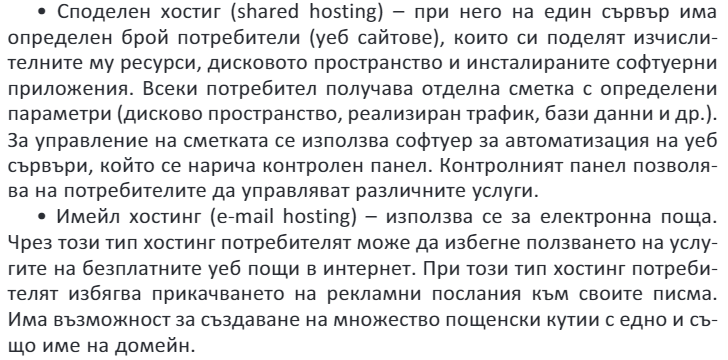 • Споделен хостиг (shared hosting) – при него на един сървър има
определен брой потребители (уеб сайтове), които си поделят изчисли-
телните му ресурси, дисковото пространство и инсталираните софтуерни
приложения. Всеки потребител получава отделна сметка с определени
параметри (дисково пространство, реализиран трафик, бази данни и др.).
За управление на сметката се използва софтуер за автоматизация на уеб
сървъри, който се нарича контролен панел. Контролният панел позволя-
ва на потребителите да управляват различните услуги.
• Имейл хостинг (e-mail hosting) – използва се за електронна поща.
Чрез този тип хостинг потребителят може да избегне ползването на услу-
гите на безплатните уеб пощи в интернет. При този тип хостинг потреби-
телят избягва прикачването на рекламни послания към своите писма.
Има възможност за създаване на множество пощенски кутии с едно и съ-
що име на домейн.